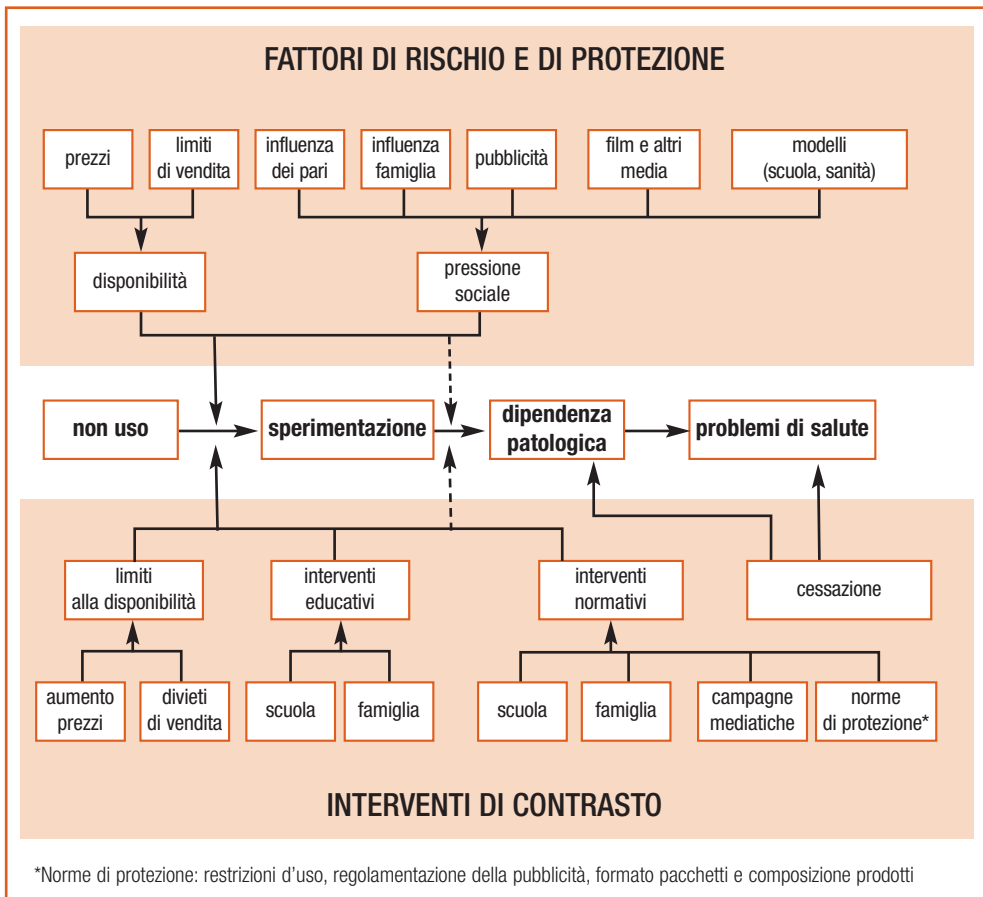 FATTORI DI RISCHIO E DI PROTEZIONE
prezzi
limiti
di vendita
influenza
dei pari
influenza
famiglia
pubblicità
film e altri
media
modelli
(scuola, sanità)
disponibilità
pressione
sociale
non uso
sperimentazione
dipendenza
patologica
problemi di salute
limiti
alla disponibilità
interventi
educativi
interventi
normativi
cessazione
aumento
prezzi
divieti
di vendita
scuola
famiglia
scuola
famiglia
campagne
mediatiche
norme
di protezione*
INTERVENTI DI CONTRASTO
*Norme di protezione: restrizioni d’uso, regolamentazione della pubblicità, formato pacchetti e composizione prodotti